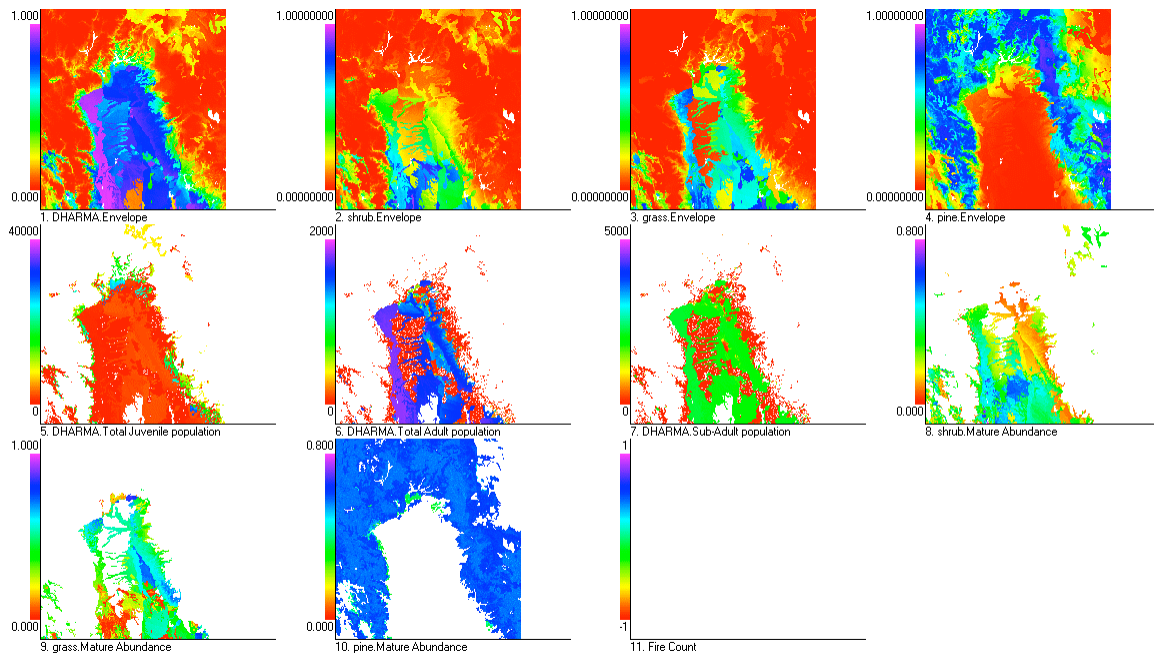 1.000
0.000
1. DHARMA.Envelope
1.00000000
0.00000000
2. shrub.Envelope
1.00000000
0.00000000
3. grass.Envelope
1.00000000
0.00000000
4. pine.Envelope
40000
0
5. DHARMA.Total Juvenile population
2000
0
6. DHARMA.Total Adult population
5000
0
7. DHARMA.Sub-Adult population
0.800
0.000
8. shrub.Mature Abundance
1.000
0.000
9. grass.Mature Abundance
0.800
0.000
10. pine.Mature Abundance
1
-1
11. Fire Count